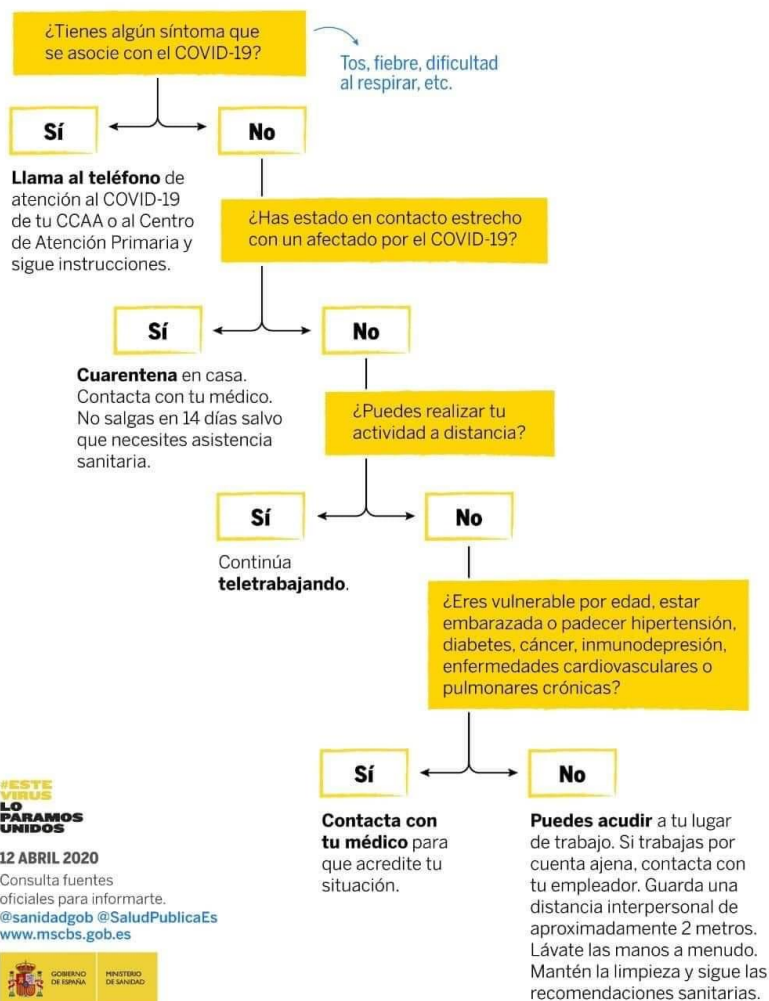 ¿Tienes algún síntoma que
se asocie con el COVID-19?
Tos, fiebre, dificultad
al respirar, etc.
Sí
No
Llama al teléfono de
atención al COVID-19
de tu CCAA o al Centro
de Atención Primaria y
sigue instrucciones.
¿Has estado en contacto estrecho
con un afectado por el COVID-19?
Sí
No
Cuarentena en casa.
Contacta con tu médico.
No salgas en 14 días salvo
que necesites asistencia
sanitaria.
¿Puedes realizar tu
actividad a distancia?
Sí
No
Continúa
teletrabajando.
¿Eres vulnerable por edad, estar
embarazada o padecer hipertensión,
diabetes, cáncer, inmunodepresión,
enfermedades cardiovasculares o
pulmonares crónicas?
Sí
No
Contacta con
tu médico para
que acredite tu
situación.
Puedes acudir a tu lugar
de trabajo. Si trabajas por
cuenta ajena, contacta con
tu empleador. Guarda una
distancia interpersonal de
aproximadamente 2 metros.
Lávate las manos a menudo.
Mantén la limpieza y sigue las
recomendaciones sanitarias.
#ESTE
VIRUS
LO
PARAMOS
UNIDOS
12 ABRIL 2020
Consulta fuentes
oficiales para informarte.
@sanidadgob @SaludPublicaEs
www.mscbs.gob.es
GOBIERNO
DE ESPAÑA
MINISTERIO
DE SANIDAD